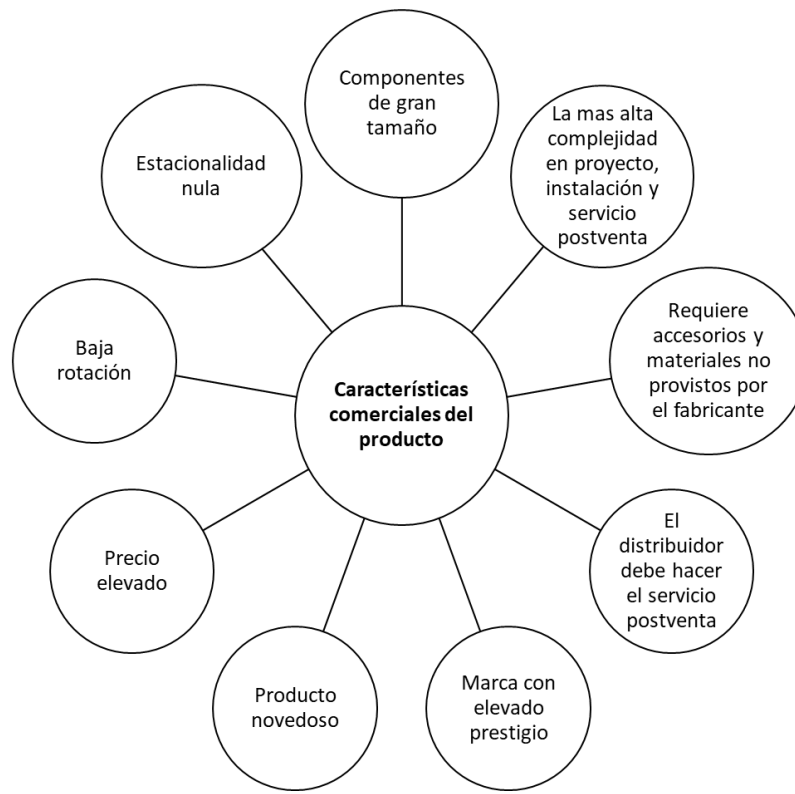 Componentes
de gran
tamaño
La mas alta
complejidad
en proyecto,
instalación y
servicio
postventa
Requiere
accesorios y
materiales no
provistos por
el fabricante
El
distribuidor
debe hacer
el servicio
postventa
Marca con
elevado
prestigio
Producto
novedoso
Precio
elevado
Baja
rotación
Estacionalidad
nula
Características
comerciales del
producto